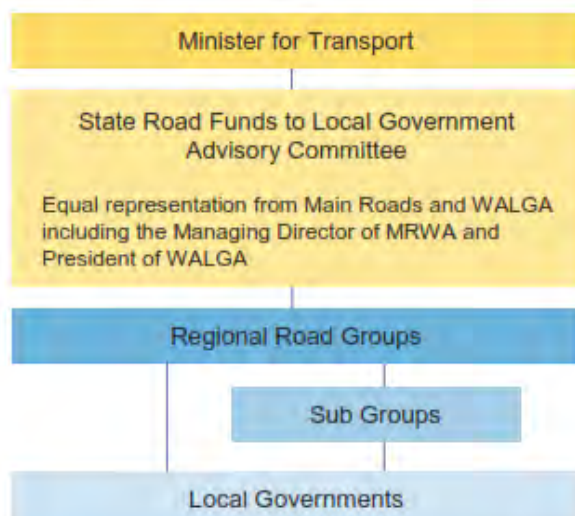 Minister for Transport
State Road Funds to Local Government
Advisory Committee
Equal representation from Main Roads and WALGA
including the Managing Director of MRWA and
President of WALGA
Regional Road Groups
Sub Groups
Local Governments